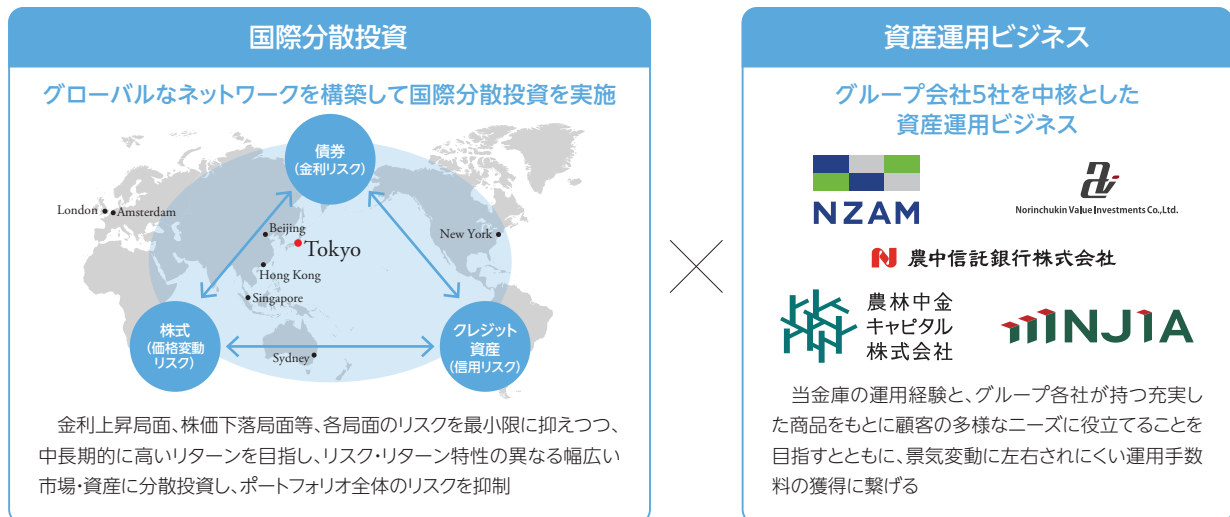 国際分散投資
グローバルなネットワークを構築して国際分散投資を実施
債券
(金利リスク)
London
Amsterdam
Beijing
Tokyo
New York
Hong Kong
Singapore
株式
(価格変動
リスク)
Sydney
クレジット
資産
(信用リスク)
金利上昇局面、株価下落局面等、各局面のリスクを最小限に抑えつつ、
中長期的に高いリターンを目指し、リスク・リターン特性の異なる幅広い
市場・資産に分散投資し、ポートフォリオ全体のリスクを抑制
資産運用ビジネス
グループ会社5社を中核とした
資産運用ビジネス
NZAM
Norinchukin Value Investments Co.,Ltd.
農中信託銀行株式会社
農林中金
キャピタル
株式会社
NJIA
当金庫の運用経験と、グループ各社が持つ充実し
た商品をもとに顧客の多様なニーズに役立てることを
目指すとともに、景気変動に左右されにくい運用手数
料の獲得に繋げる